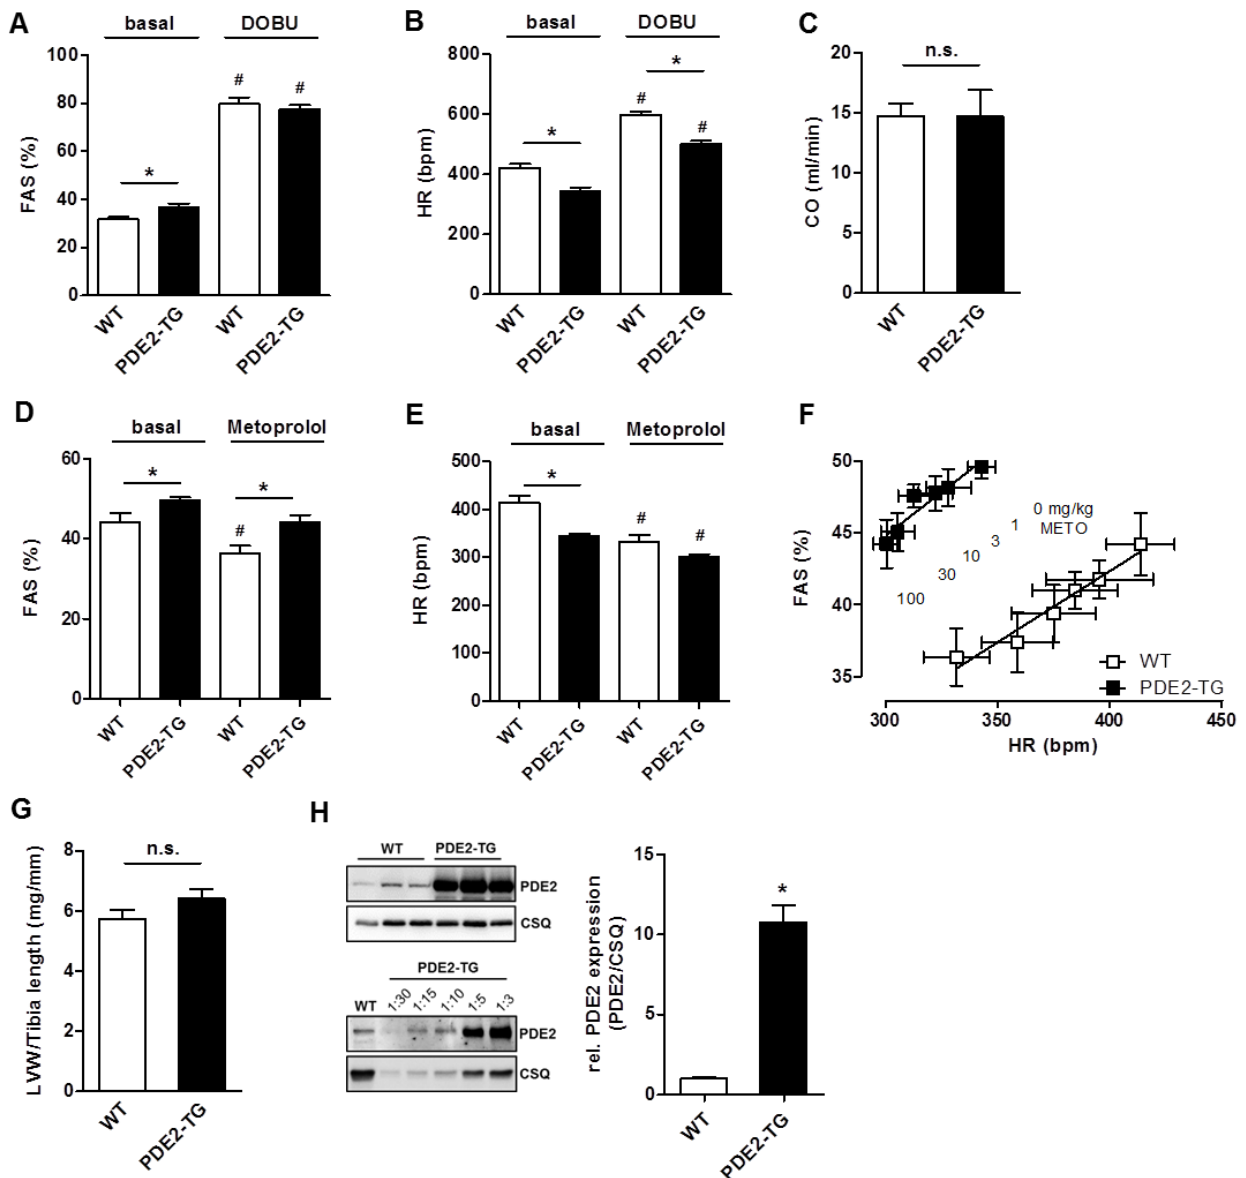 A
basal
DOBU
FAS (%)
100
80
60
40
20
0
*
#
#
WT
PDE2-TG
WT
PDE2-TG
B
basal
DOBU
HR (bpm)
800
600
400
200
0
*
#
*
#
WT
PDE2-TG
WT
PDE2-TG
C
n.s.
CO (ml/min)
20
15
10
5
0
WT
PDE2-TG
D
basal
Metoprolol
FAS (%)
60
40
20
0
*
*
#
WT
PDE2-TG
WT
PDE2-TG
E
basal
Metoprolol
HR (bpm)
500
400
300
200
100
0
*
#
#
WT
PDE2-TG
WT
PDE2-TG
F
FAS (%)
50
45
40
35
0 mg/kg
METO
1
3
10
30
100
WT
PDE2-TG
300
350
400
450
HR (bpm)
G
n.s.
LVW/Tibia length (mg/mm)
8
6
4
2
0
WT
PDE2-TG
H
WT
PDE2-TG
PDE2
CSQ
PDE2-TG
WT
1:30
1:15
1:10
1:5
1:3
PDE2
CSQ
rel. PDE2 expression
(PDE2/CSQ)
15
10
5
0
*
WT
PDE2-TG